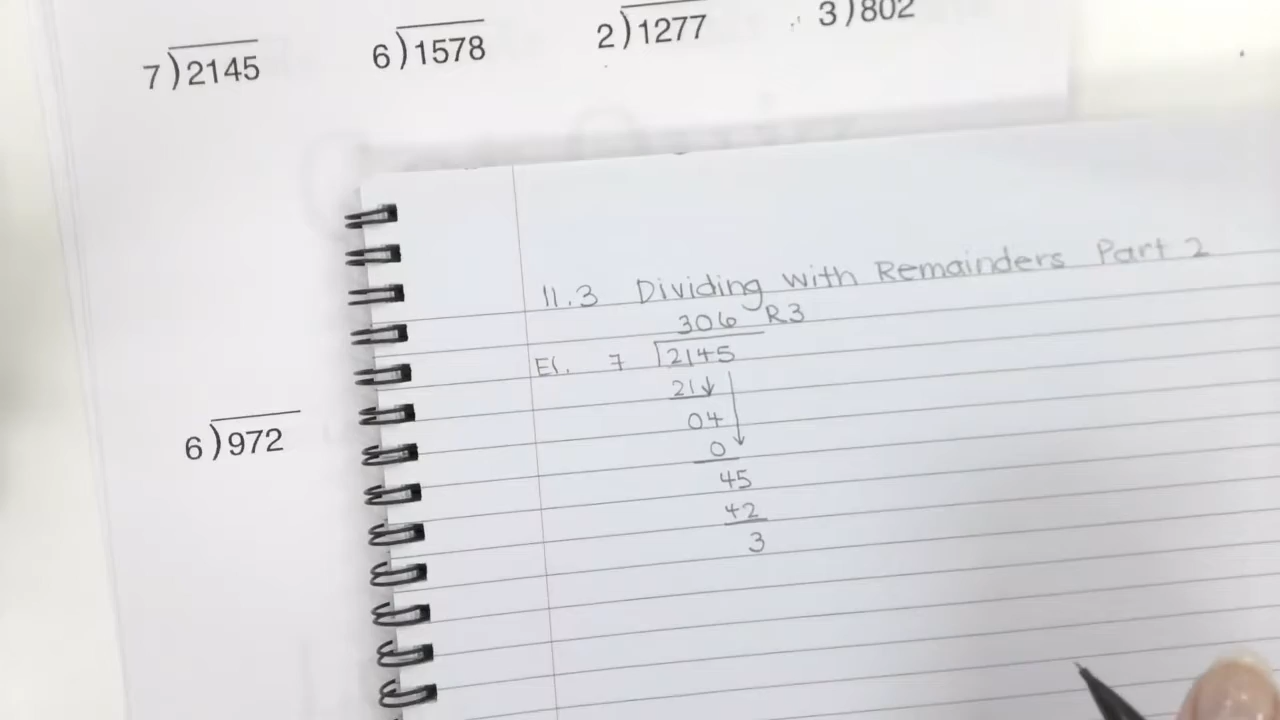 7)2145 6)1578 2)1277 3)802
11.3 Dividing with Remainders Part 2
306 R3
Ex. 7 2145
21
04
0
45
42
3
6)972